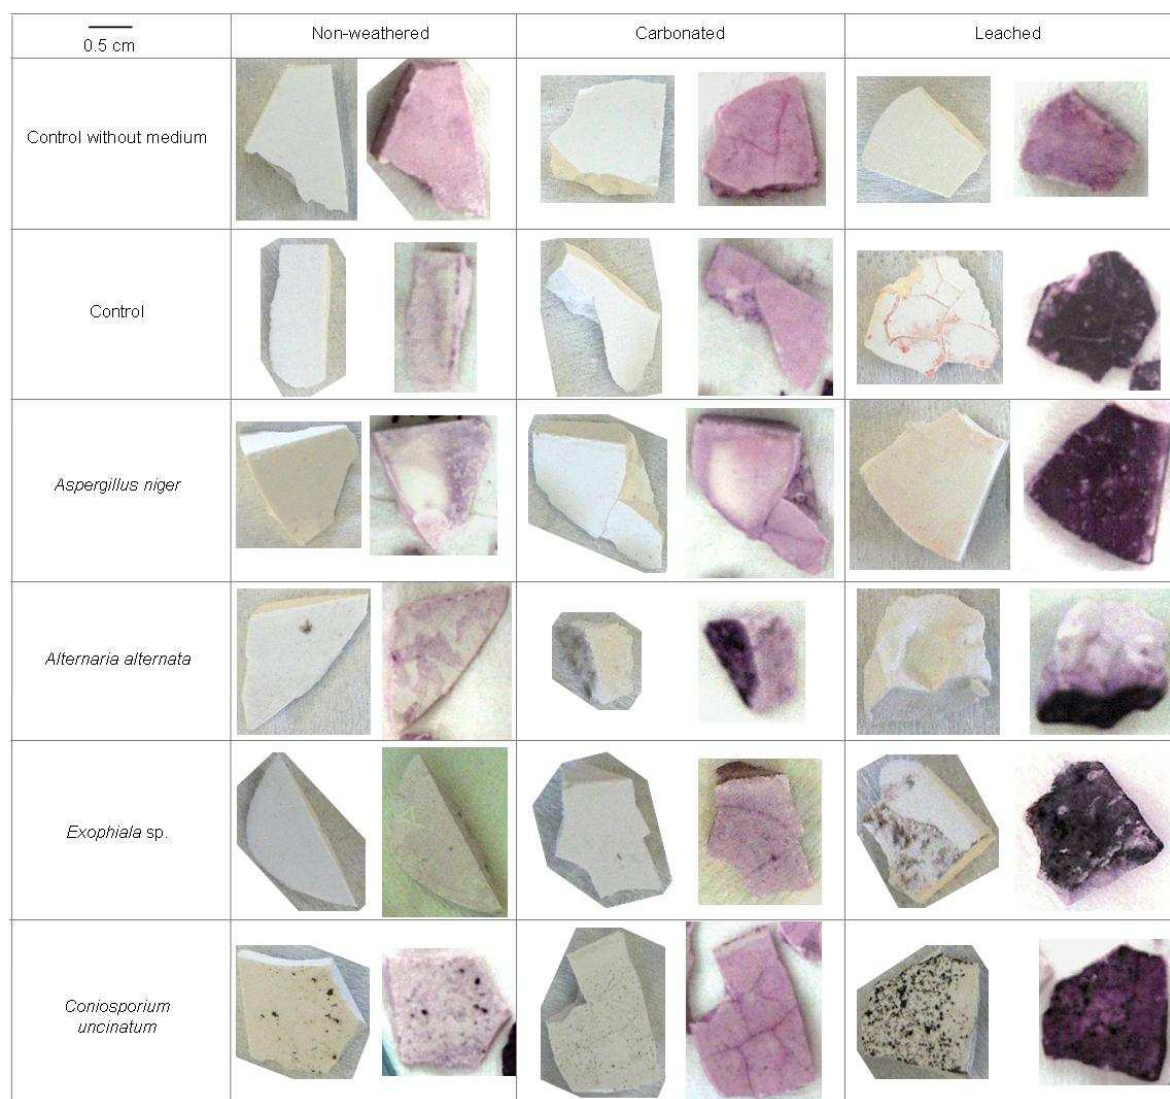 0.5 cm
Non-weathered
Carbonated
Leached
Control without medium
Control
Aspergillus niger
Alternaria alternata
Exophiala sp.
Coniosporium
uncinatum